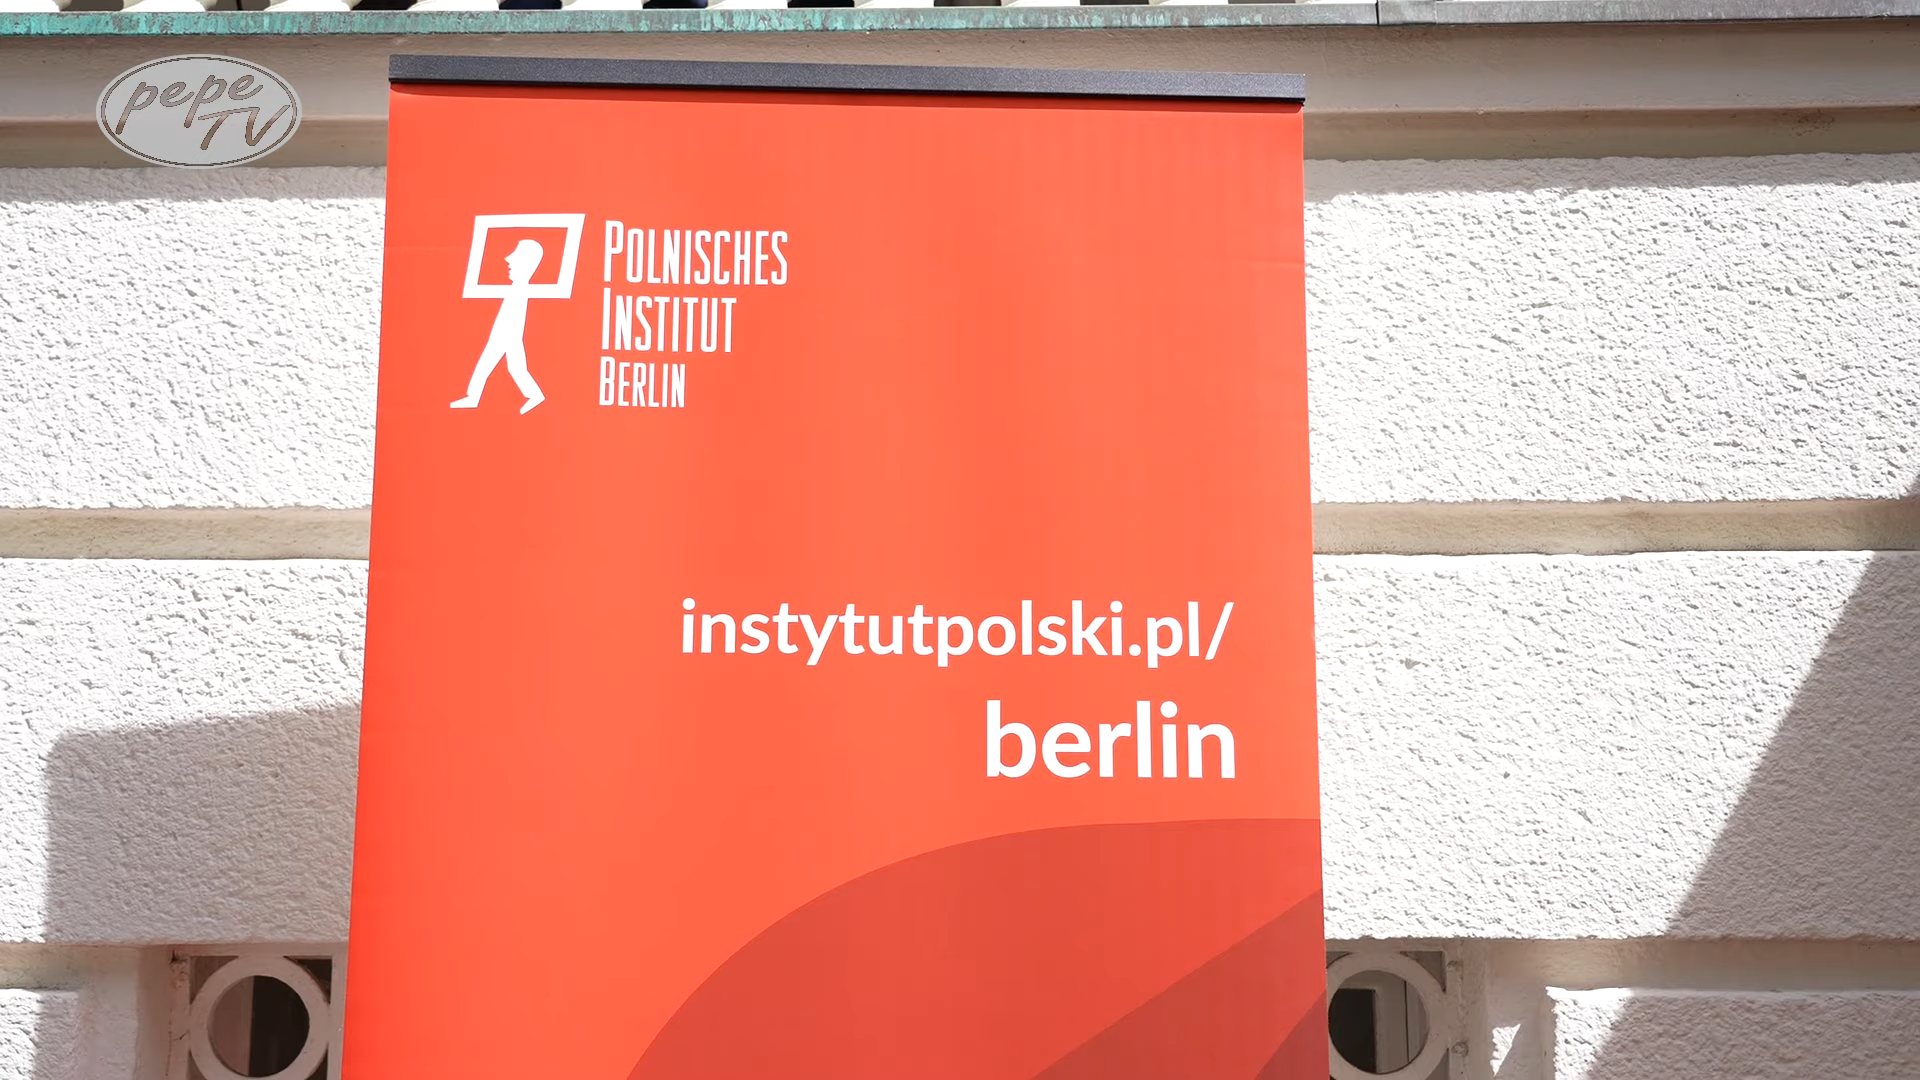 pepe
TV
POLNISCHES
INSTITUT
BERLIN
instytutpolski.pl/
berlin